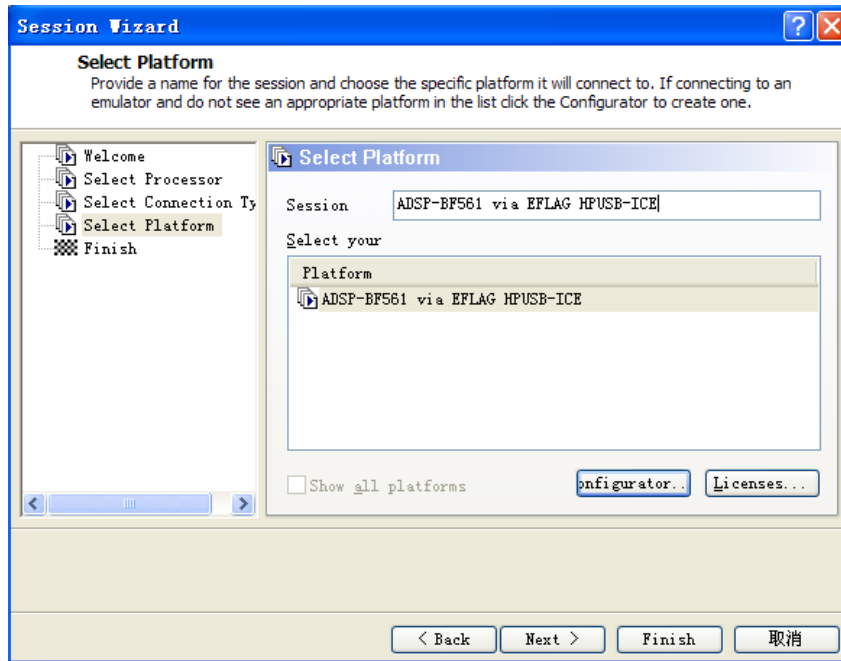 Session Wizard
Select Platform
Provide a name for the session and choose the specific platform it will connect to. If connecting to an
emulator and do not see an appropriate platform in the list click the Configurator to create one.
Welcome
Select Processor
Select Connection Ty
Select Platform
Finish
Select Platform
Session
ADSP-BF561 via EFLAG HPUSB-ICE
Select your
Platform
ADSP-BF561 via EFLAG HPUSB-ICE
Show all platforms
onfigurator..
Licenses...
< Back
Next >
Finish
取消